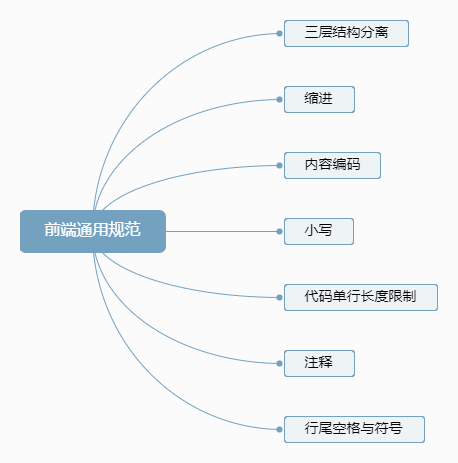 三层结构分离
缩进
内容编码
前端通用规范
小写
代码单行长度限制
注释
行尾空格与符号